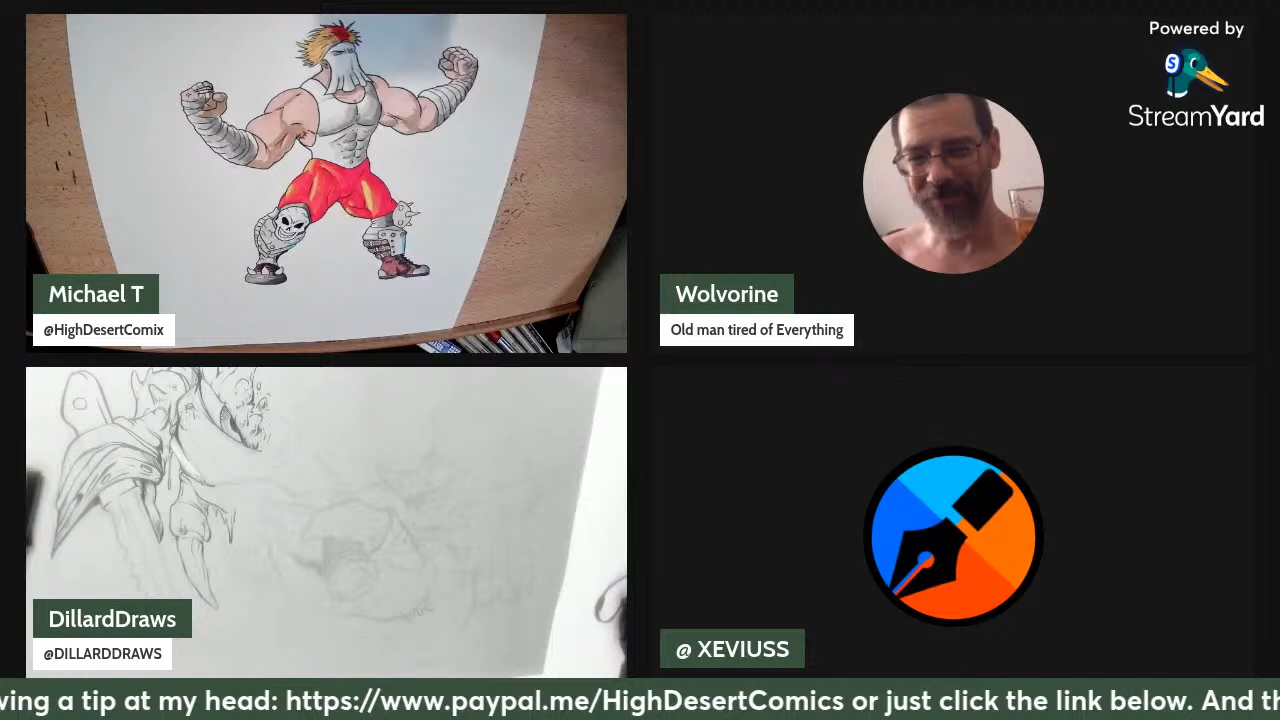 Powered by
StreamYard
Michael T
@HighDesertComix
Wolvorine
Old man tired of Everything
DillardDraws
@DILLARDDRAWS
@ XEVIUSS
wing a tip at my head: https://www.paypal.me/HighDesertComics or just click the link below. And th